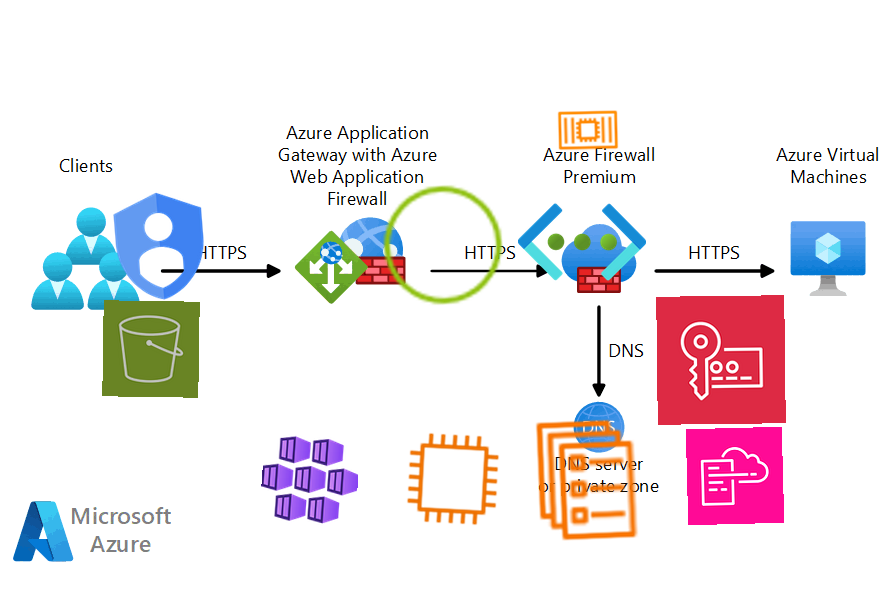 Clients
Azure Application
Gateway with Azure
Web Application
Firewall
Azure Firewall
Premium
Azure Virtual
Machines
HTTPS
HTTPS
HTTPS
DNS
DNS
DNS server
or private zone
Microsoft
Azure